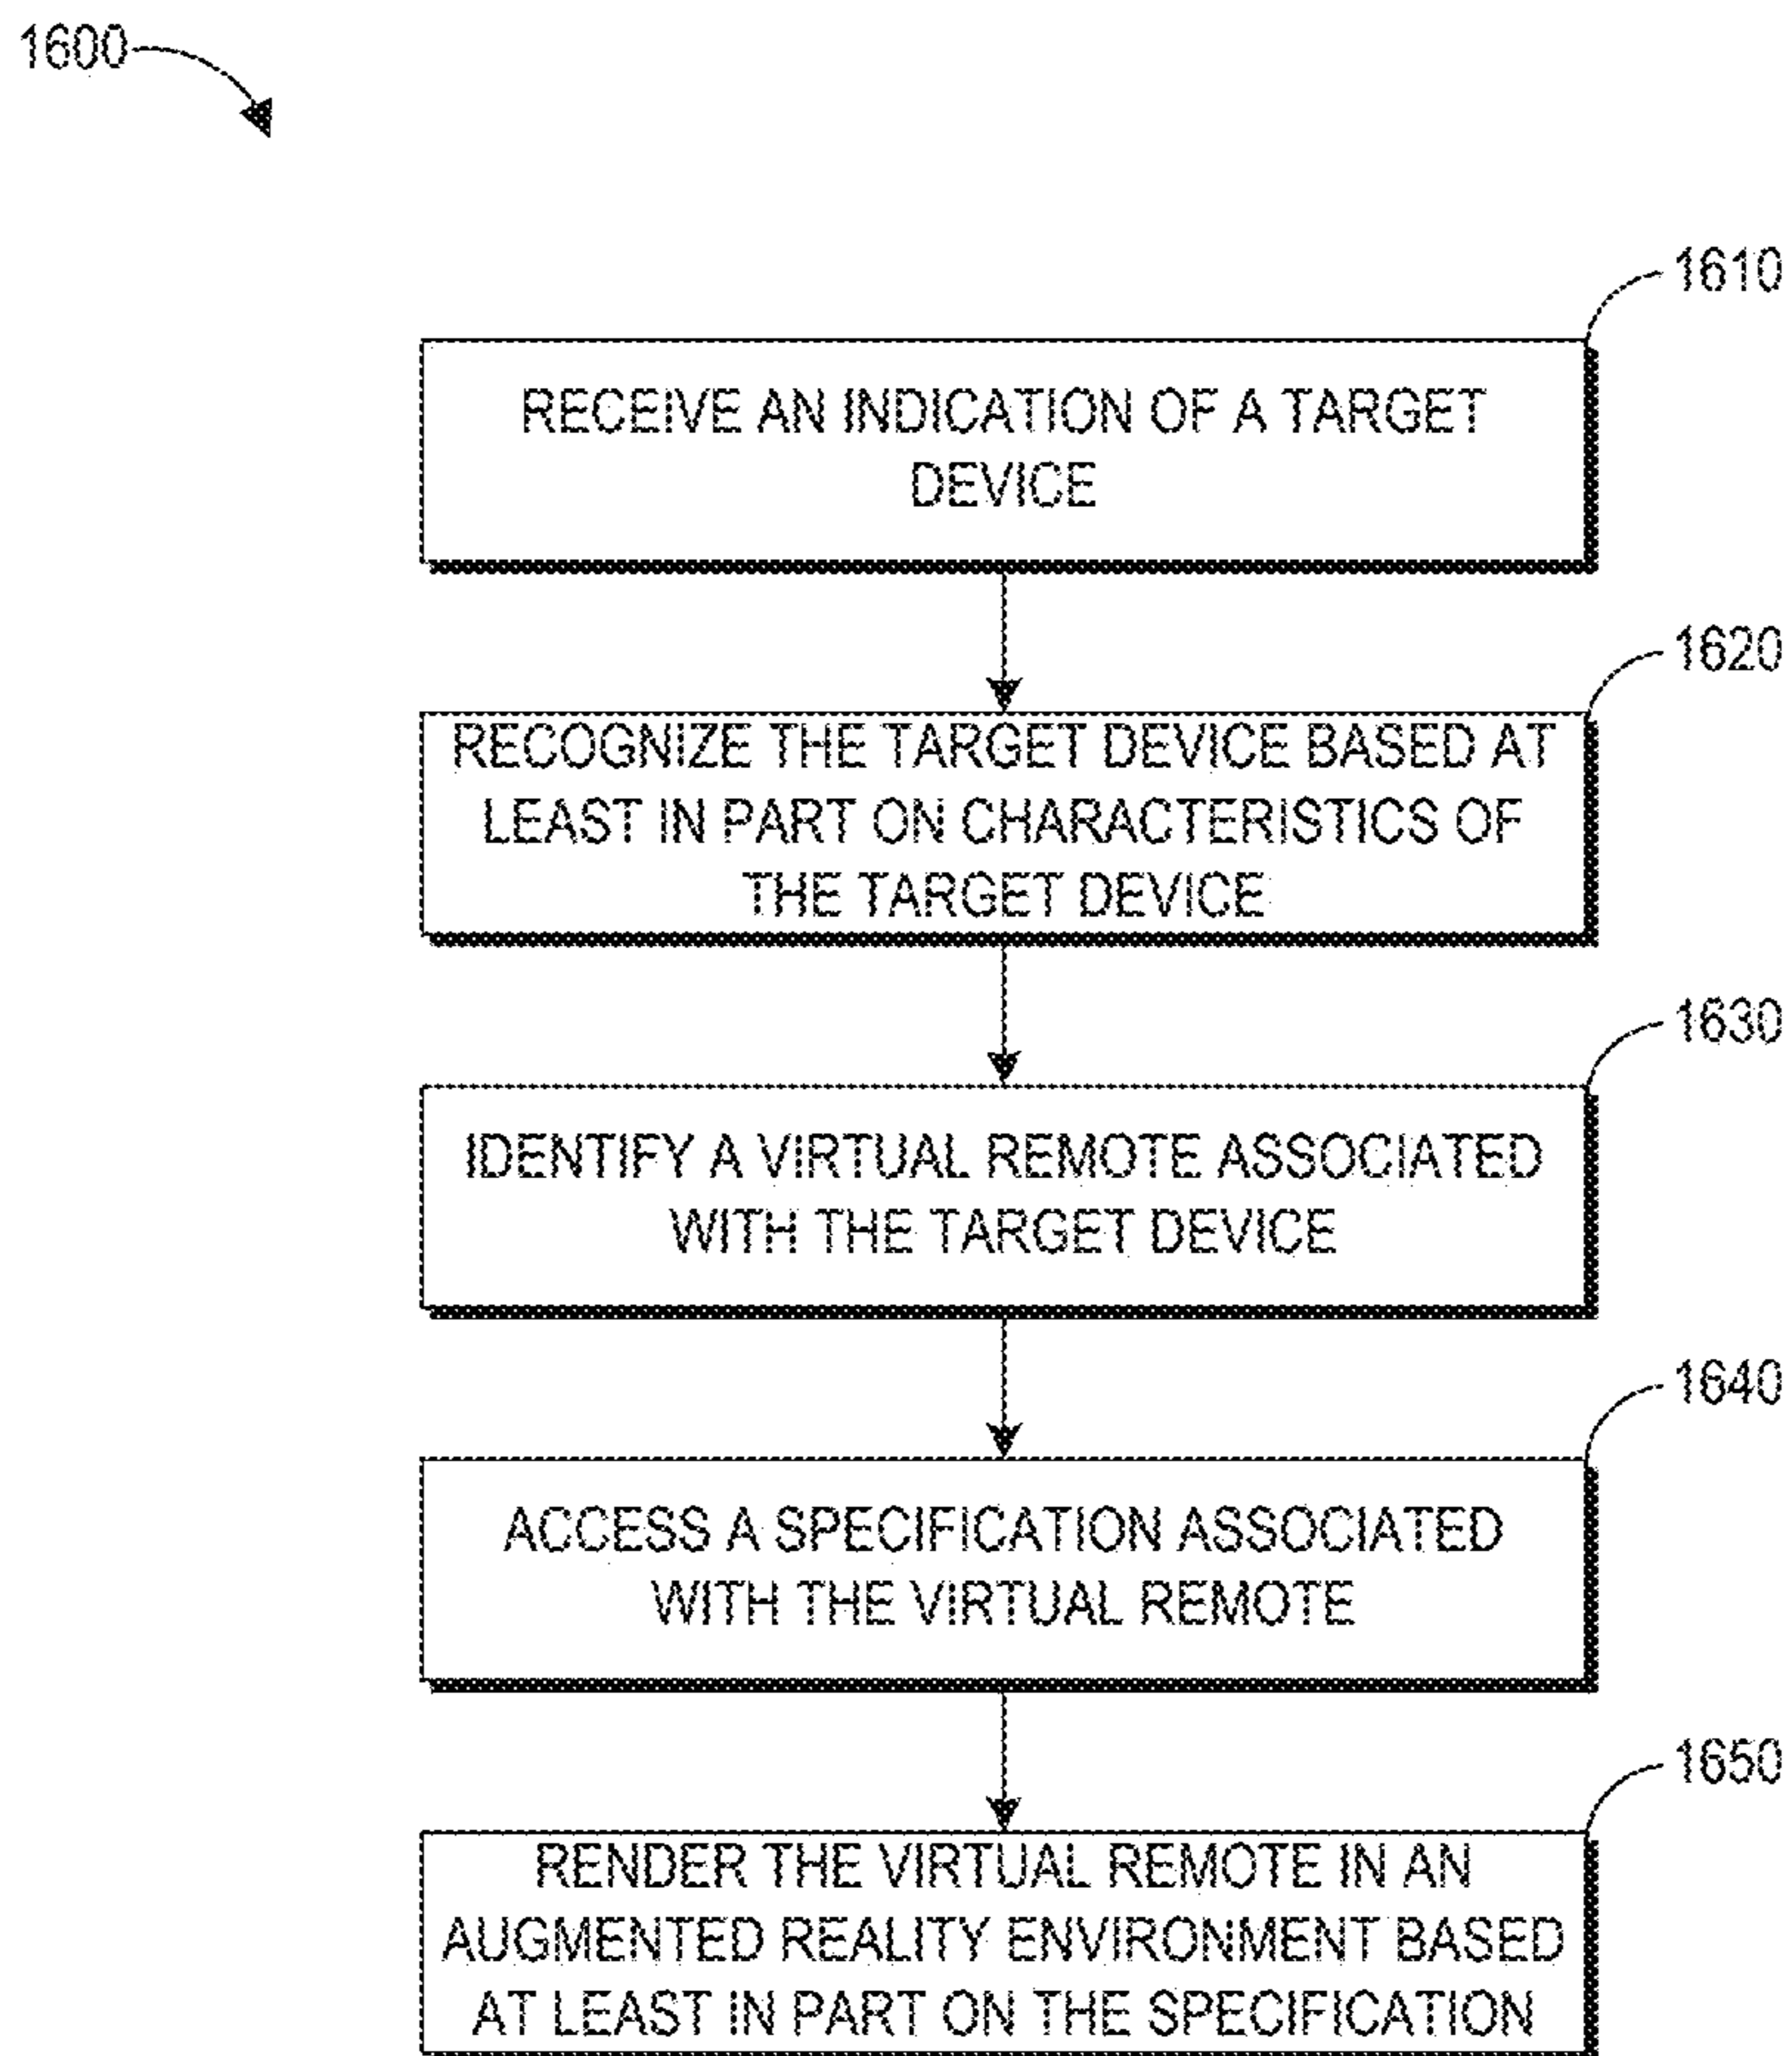 1600
1610
RECEIVE AN INDICATION OF A TARGET
DEVICE
1620
RECOGNIZE THE TARGET DEVICE BASED AT
LEAST IN PART ON CHARACTERISTICS OF
THE TARGET DEVICE
1630
IDENTIFY A VIRTUAL REMOTE ASSOCIATED
WITH THE TARGET DEVICE
1640
ACCESS A SPECIFICATION ASSOCIATED
WITH THE VIRTUAL REMOTE
1650
RENDER THE VIRTUAL REMOTE IN AN
AUGMENTED REALITY ENVIRONMENT BASED
AT LEAST IN PART ON THE SPECIFICATION